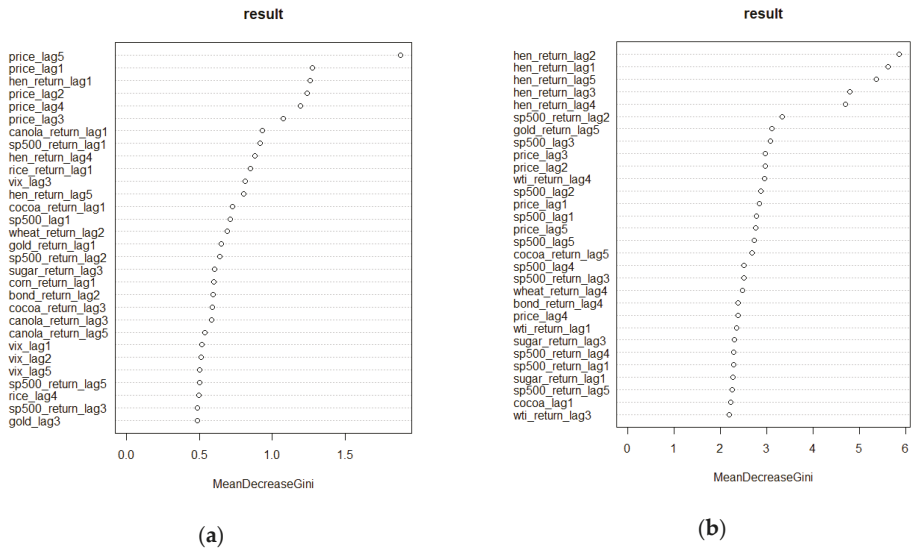 result
price_lag5
price_lag1
hen_return_lag1
price_lag2
price_lag4
price_lag3
canola_return_lag1
sp500_return_lag1
hen_return_lag4
rice_return_lag1
vix_lag3
hen_return_lag5
cocoa_return_lag1
sp500_lag1
wheat_return_lag2
gold_return_lag1
sp500_return_lag2
sugar_return_lag3
corn_return_lag1
bond_return_lag2
cocoa_return_lag3
canola_return_lag3
canola_return_lag5
vix_lag1
vix_lag2
vix_lag5
sp500_return_lag5
rice_lag4
sp500_return_lag3
gold_lag3
0.0 0.5 1.0 1.5
MeanDecreaseGini
(a)
result
hen_return_lag2
hen_return_lag1
hen_return_lag5
hen_return_lag3
hen_return_lag4
sp500_return_lag2
gold_return_lag5
sp500_lag3
price_lag3
price_lag2
wti_return_lag4
sp500_lag2
price_lag1
sp500_lag1
price_lag5
sp500_lag5
cocoa_return_lag5
sp500_lag4
sp500_return_lag3
wheat_return_lag4
bond_return_lag4
price_lag4
wti_return_lag1
sugar_return_lag3
sp500_return_lag4
sp500_return_lag1
sugar_return_lag1
sp500_return_lag5
cocoa_lag1
wti_return_lag3
0 1 2 3 4 5 6
MeanDecreaseGini
(b)